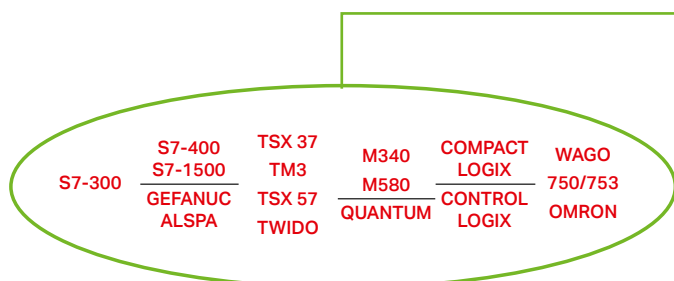 S7-300
S7-400
S7-1500
GEFANUC
ALSPA
TSX 37
TM3
TSX 57
TWIDO
M340
M580
QUANTUM
COMPACT
LOGIX
CONTROL
LOGIX
WAGO
750/753
OMRON